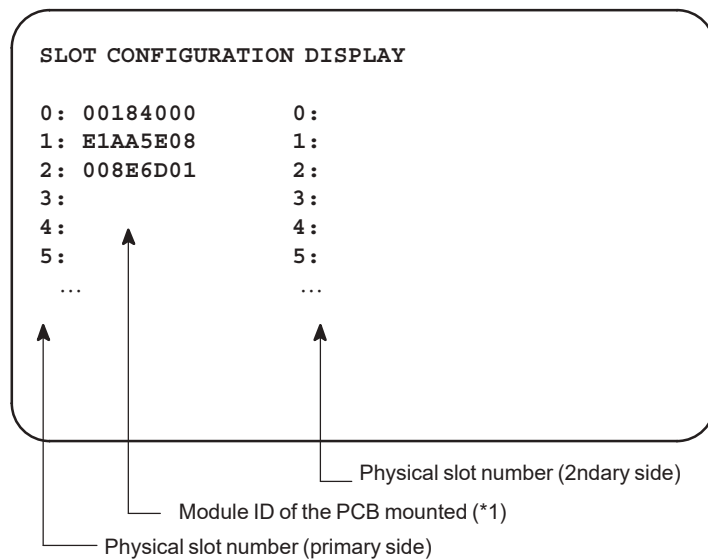 SLOT CONFIGURATION DISPLAY
0: 00184000 0:
1: E1AA5E08 1:
2: 008E6D01 2:
3: 3:
4: 4:
5: 5:
... ...
Physical slot number (2ndary side)
Module ID of the PCB mounted (*1)
Physical slot number (primary side)